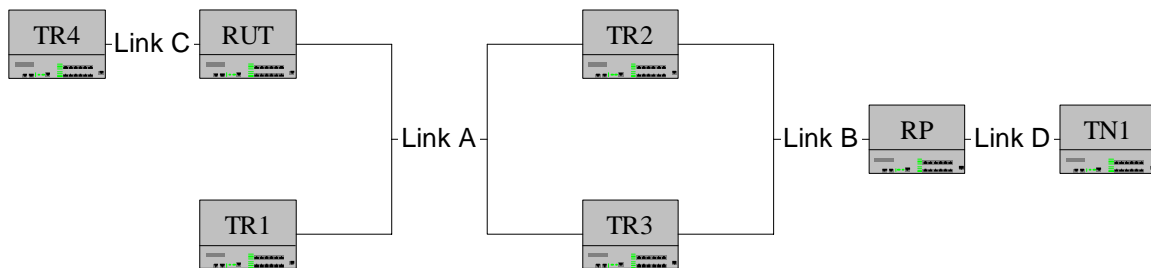 TR4
Link C
RUT
TR2
Link A
Link B
RP
Link D
TN1
TR1
TR3